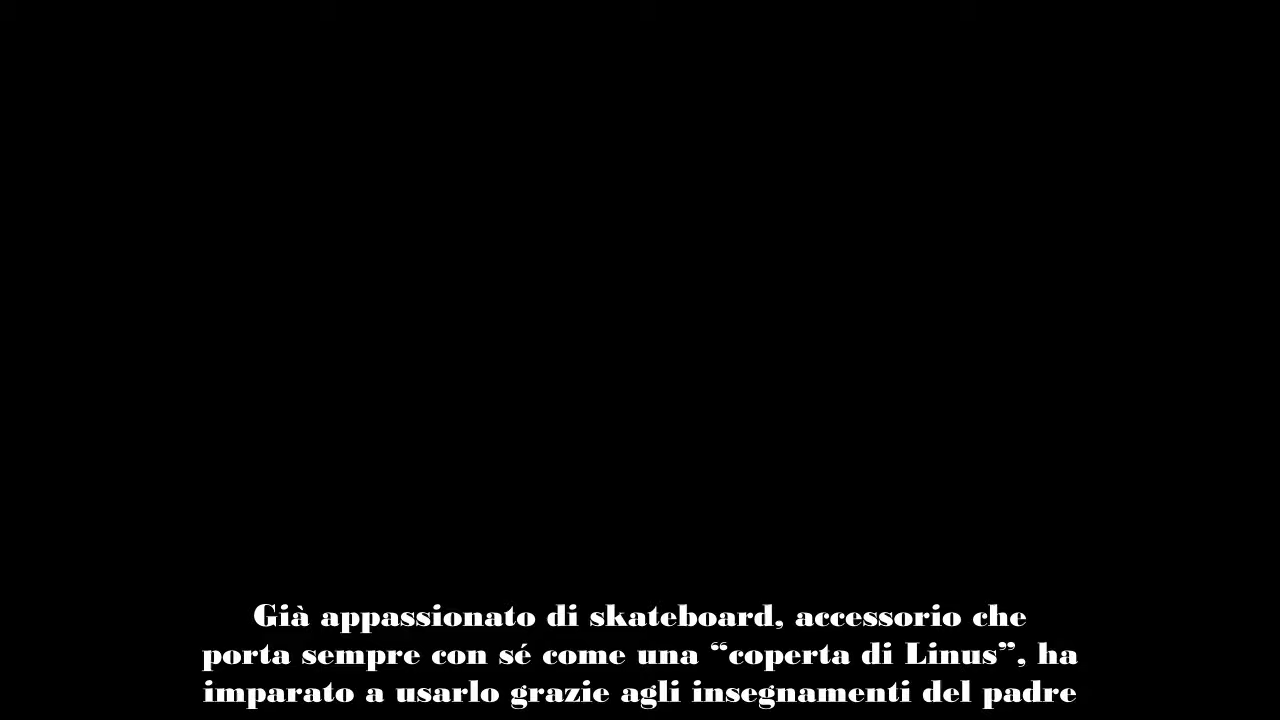 Già appassionato di skateboard, accessorio che
porta sempre con sé come una “coperta di Linus”, ha
imparato a usarlo grazie agli insegnamenti del padre